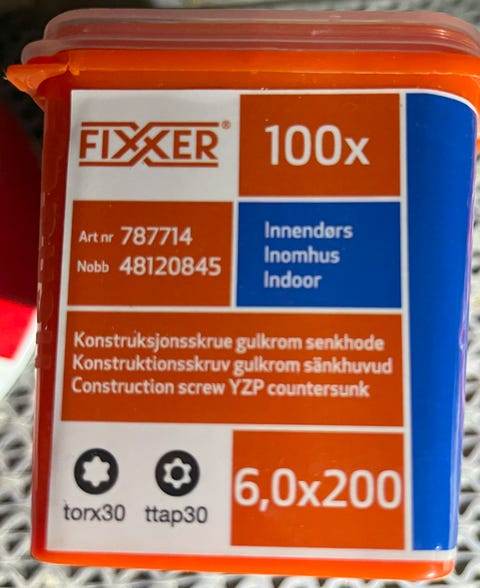 FIXXER®
100x
Art nr 787714
Nobb 48120845
Innendørs
Inomhus
Indoor
Konstruksjonsskrue gulkrom senkhode
Konstruktionsskruv gulkrom sänkhuvud
Construction screw YZP countersunk
torx30
ttap30
6,0x200